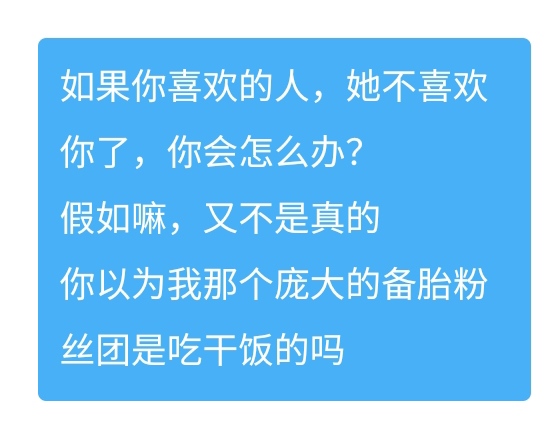 如果你喜欢的人，她不喜欢
你了，你会怎么办？
假如嘛，又不是真的
你以为我那个庞大的备胎粉
丝团是吃干饭的吗